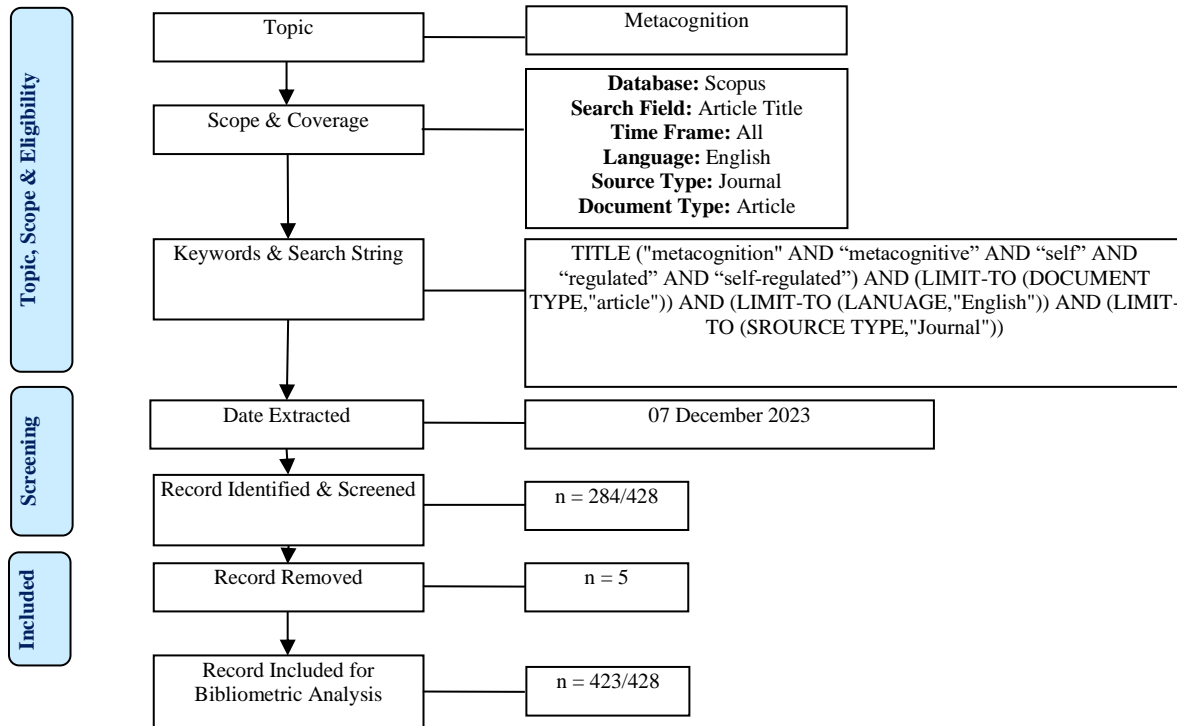 Topic, Scope & Eligibility
Topic
Metacognition
Scope & Coverage
Database: Scopus
Search Field: Article Title
Time Frame: All
Language: English
Source Type: Journal
Document Type: Article
Keywords & Search String
TITLE ("metacognition" AND “metacognitive” AND “self” AND
“regulated” AND “self-regulated”) AND (LIMIT-TO (DOCUMENT
TYPE,"article")) AND (LIMIT-TO (LANUAGE,"English")) AND (LIMIT-
TO (SROURCE TYPE,"Journal"))
Screening
Date Extracted
07 December 2023
Record Identified & Screened
n = 284/428
Included
Record Removed
n = 5
Record Included for
Bibliometric Analysis
n = 423/428